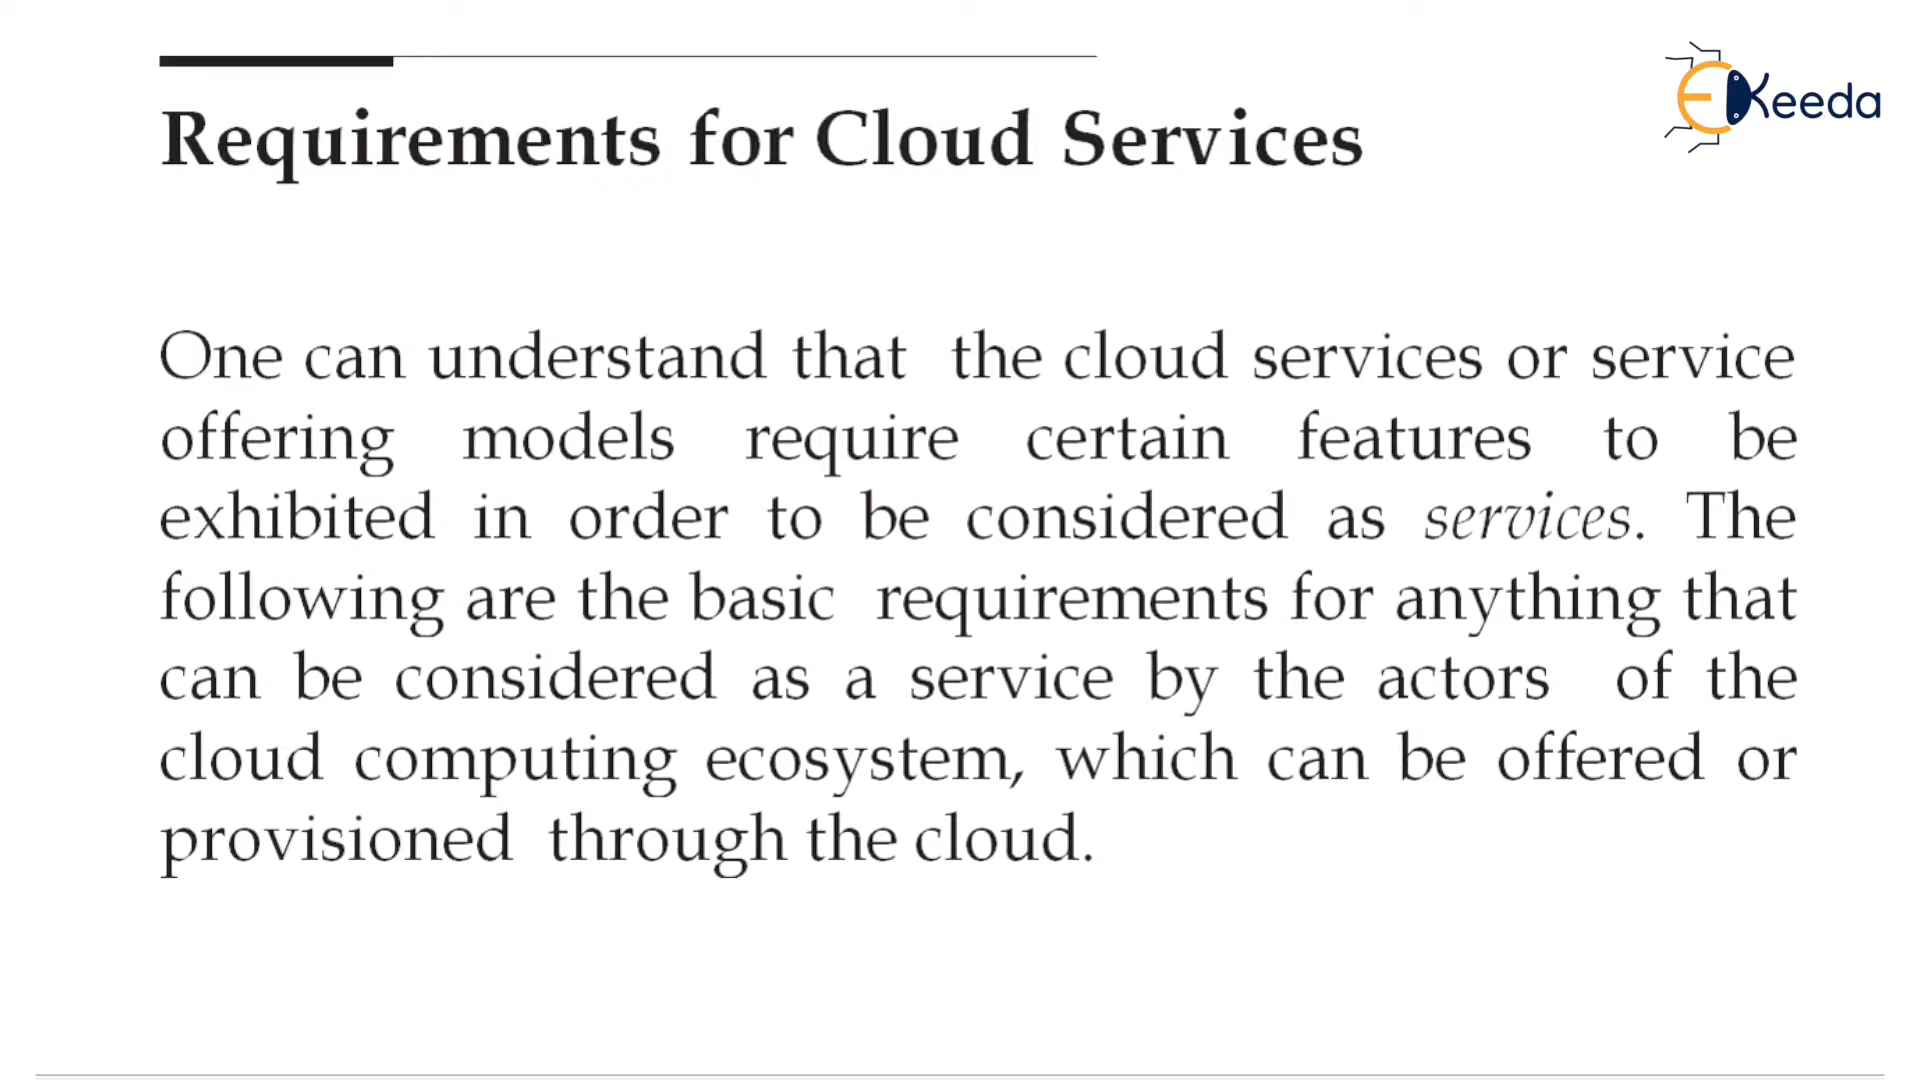 EKeeda
Requirements for Cloud Services
One can understand that the cloud services or service
offering models require certain features to be
exhibited in order to be considered as services. The
following are the basic requirements for anything that
can be considered as a service by the actors of the
cloud computing ecosystem, which can be offered or
provisioned through the cloud.